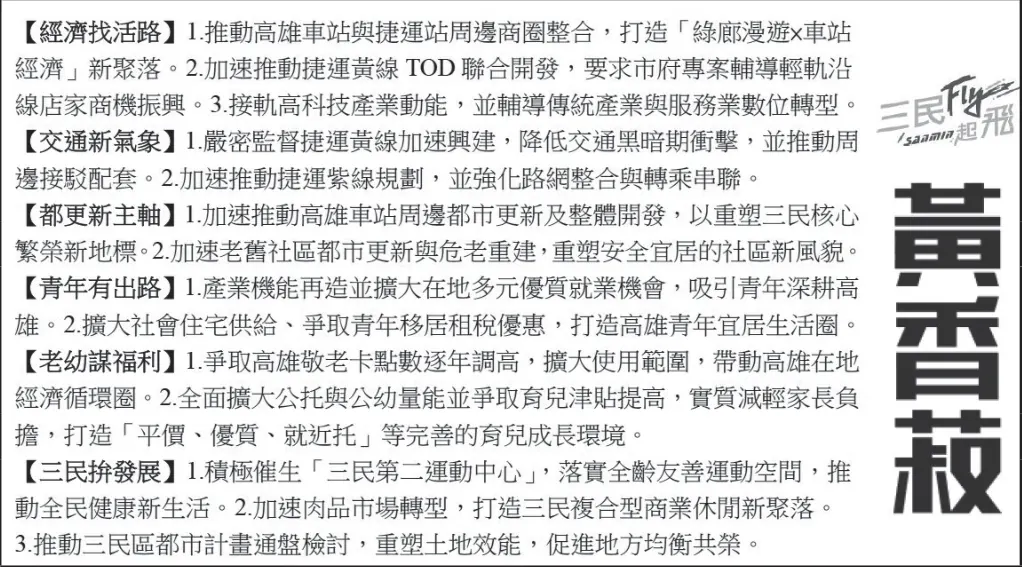 【經濟找活路】1.推動高雄車站與捷運站周邊商圈整合，打造「綠廊漫遊×車站
經濟」新聚落。2.加速推動捷運黃線 TOD 聯合開發，要求市府專案輔導輕軌沿
線店家商機振興。3.接軌高科技產業動能，並輔導傳統產業與服務業數位轉型。
【交通新氣象】1.嚴密監督捷運黃線加速興建，降低交通黑暗期衝擊，並推動周
邊接駁配套。2.加速推動捷運紫線規劃，並強化路網整合與轉乘串聯。
【都更新主軸】1.加速推動高雄車站周邊都市更新及整體開發，以重塑三民核心
繁榮新地標。2.加速老舊社區都市更新與危老重建，重塑安全宜居的社區新風貌。
【青年有出路】1.產業機能再造並擴大在地多元優質就業機會，吸引青年深耕高
雄。2.擴大社會住宅供給、爭取青年移居租稅優惠，打造高雄青年宜居生活圈。
【老幼謀福利】1.爭取高雄敬老卡點數逐年調高，擴大使用範圍，帶動高雄在地
經濟循環圈。2.全面擴大公托與公幼量能並爭取育兒津貼提高，實質減輕家長負
擔，打造「平價、優質、就近托」等完善的育兒成長環境。
【三民拚發展】1.積極催生「三民第二運動中心」，落實全齡友善運動空間，推
動全民健康新生活。2.加速肉品市場轉型，打造三民複合型商業休閒新聚落。
3.推動三民區都市計畫通盤檢討，重塑土地效能，促進地方均衡共榮。
三民Fly起飛
saamin
黃香菽